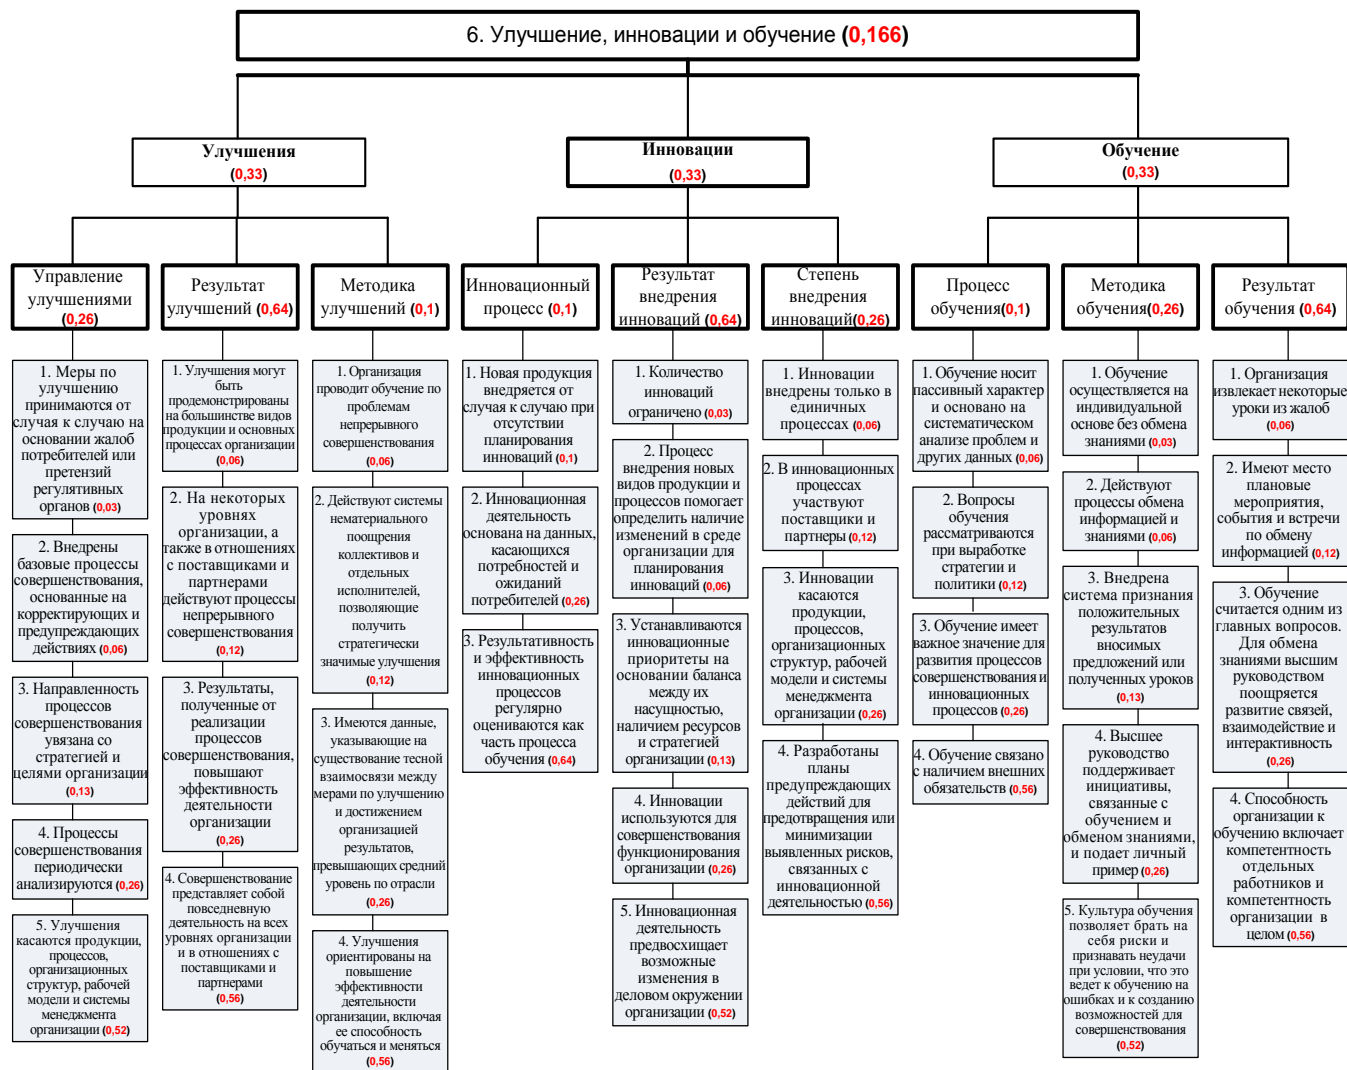 6. Улучшение, инновации и обучение (0,166)
Улучшения
(0,33)
Инновации
(0,33)
Обучение
(0,33)
Управление
улучшениями
(0,26)
Результат
улучшений (0,64)
Методика
улучшений (0,1)
Инновационный
процесс (0,1)
Результат
внедрения
инноваций (0,64)
Степень
внедрения
инноваций(0,26)
Процесс
обучения(0,1)
Методика
обучения(0,26)
Результат
обучения (0,64)
1. Меры по
улучшению
принимаются от
случая к случаю на
основании жалоб
потребителей или
претензий
регулятивных
органов (0,03)
2. Внедрены
базовые процессы
совершенствования,
основанные на
корректирующих и
предупреждающих
действиях (0,06)
3. Направленность
процессов
совершенствования
увязана со
стратегией и
целями организации
(0,13)
4. Процессы
совершенствования
периодически
анализируются (0,26)
5. Улучшения
касаются продукции,
процессов,
организационных
структур, рабочей
модели и системы
менеджмента
организации (0,52)
1. Улучшения могут
быть
продемонстрированы
на большинстве видов
продукции и основных
процессах организации
(0,06)
2. На некоторых
уровнях
организации, а
также в отношениях
с поставщиками и
партнерами
действуют процессы
непрерывного
совершенствования
(0,12)
3. Результаты,
полученные от
реализации
процессов
совершенствования,
повышают
эффективность
деятельности
организации
(0,26)
4. Совершенствование
представляет собой
повседневную
деятельность на всех
уровнях организации
и в отношениях с
поставщиками и
партнерами
(0,56)
1. Организация
проводит обучение по
проблемам
непрерывного
совершенствования
(0,06)
2. Действуют системы
нематериального
поощрения
коллективов и
отдельных
исполнителей,
позволяющие
получить
стратегически
значимые улучшения
(0,12)
3. Имеются данные,
указывающие на
существование тесной
взаимосвязи между
мерами по улучшению
и достижением
организацией
результатов,
превышающих средний
уровень по отрасли
(0,26)
4. Улучшения
ориентированы на
повышение
эффективности
деятельности
организации, включая
ее способность
обучаться и меняться
(0,56)
1. Новая продукция
внедряется от
случая к случаю при
отсутствии
планирования
инноваций (0,1)
2. Инновационная
деятельность
основана на данных,
касающихся
потребностей и
ожиданий
потребителей (0,26)
3. Результативность
и эффективность
инновационных
процессов
регулярно
оцениваются как
часть процесса
обучения (0,64)
1. Количество
инноваций
ограничено (0,03)
2. Процесс
внедрения новых
видов продукции и
процессов помогает
определить наличие
изменений в среде
организации для
планирования
инноваций (0,06)
3. Устанавливаются
инновационные
приоритеты на
основании баланса
между их
насущностью,
наличием ресурсов
и стратегией
организации (0,13)
4. Инновации
используются для
совершенствования
функционирования
организации (0,26)
5. Инновационная
деятельность
предвосхищает
возможные
изменения в
деловом окружении
организации (0,52)
1. Инновации
внедрены только в
единичных
процессах (0,06)
2. В инновационных
процессах
участвуют
поставщики и
партнеры (0,12)
3. Инновации
касаются
продукции,
процессов,
организационных
структур, рабочей
модели и системы
менеджмента
организации (0,26)
4. Разработаны
планы
предупреждающих
действий для
предотвращения или
минимизации
выявленных рисков,
связанных с
инновационной
деятельностью (0,56)
1. Обучение носит
пассивный характер
и основано на
систематическом
анализе проблем и
других данных (0,06)
2. Вопросы
обучения
рассматриваются
при выработке
стратегии и
политики (0,12)
3. Обучение имеет
важное значение для
развития процессов
совершенствования и
инновационных
процессов (0,26)
4. Обучение связано
с наличием внешних
обязательств (0,56)
1. Обучение
осуществляется на
индивидуальной
основе без обмена
знаниями (0,03)
2. Действуют
процессы обмена
информацией и
знаниями (0,06)
3. Внедрена
система признания
положительных
результатов
вносимых
предложений или
полученных уроков
(0,13)
4. Высшее
руководство
поддерживает
инициативы,
связанные с
обучением и
обменом знаниями,
и подает личный
пример (0,26)
5. Культура обучения
позволяет брать на
себя риски и
признавать неудачи
при условии, что это
ведет к обучению на
ошибках и к созданию
возможностей для
совершенствования
(0,52)
1. Организация
извлекает некоторые
уроки из жалоб
(0,06)
2. Имеют место
плановые
мероприятия,
события и встречи
по обмену
информацией (0,12)
3. Обучение
считается одним из
главных вопросов.
Для обмена
знаниями высшим
руководством
поощряется
развитие связей,
взаимодействие и
интерактивность
(0,26)
4. Способность
организации к
обучению включает
компетентность
отдельных
работников и
компетентность
организации в
целом (0,56)